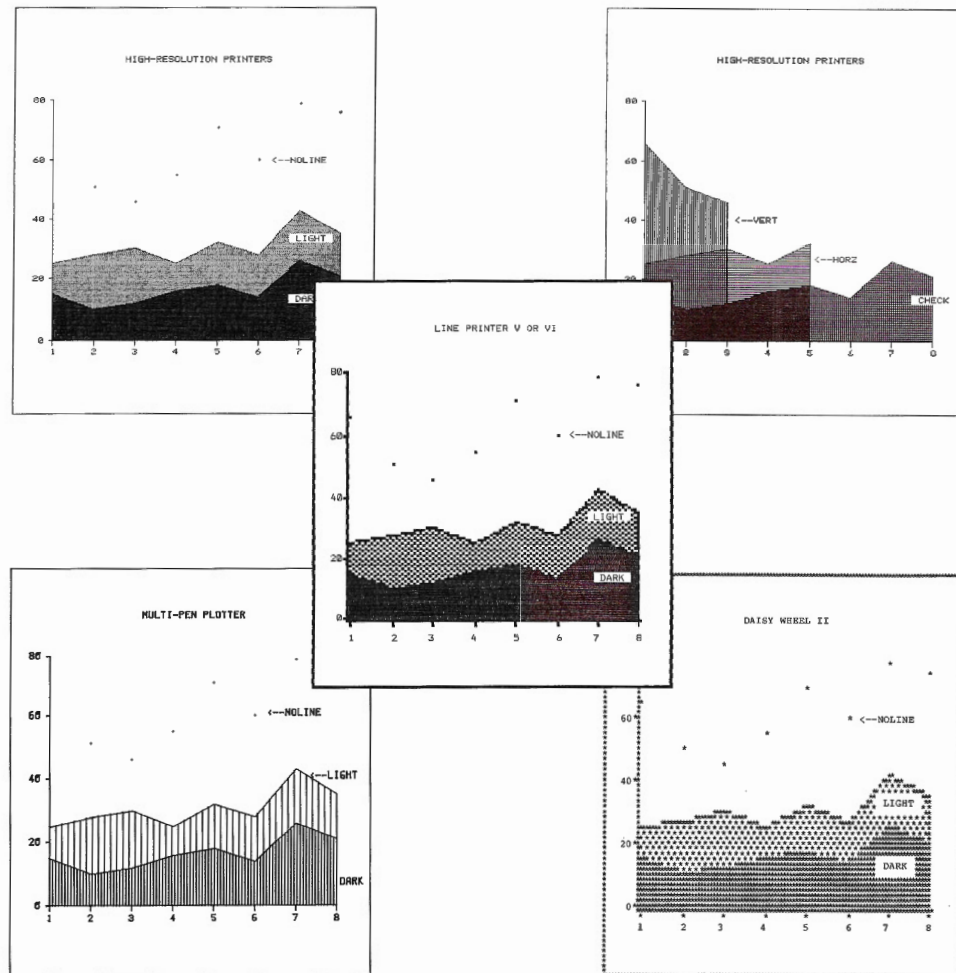 HIGH-RESOLUTION PRINTERS
80
60
<--NOLINE
40
LIGHT
20
DAR
0
1 2 3 4 5 6 7
HIGH-RESOLUTION PRINTERS
80
60
40
<--VERT
<--HORZ
20
CHECK
2 3 4 5 6 7 8
LINE PRINTER V OR VI
80
60
<--NOLINE
40
LIGHT
20
DARK
0
1 2 3 4 5 6 7 8
MULTI-PEN PLOTTER
80
60
<--NOLINE
40
<--LIGHT
20
DARK
0
1 2 3 4 5 6 7 8
DAISY WHEEL II
60
<--NOLINE
40
LIGHT
20
DARK
0
1 2 3 4 5 6 7 8